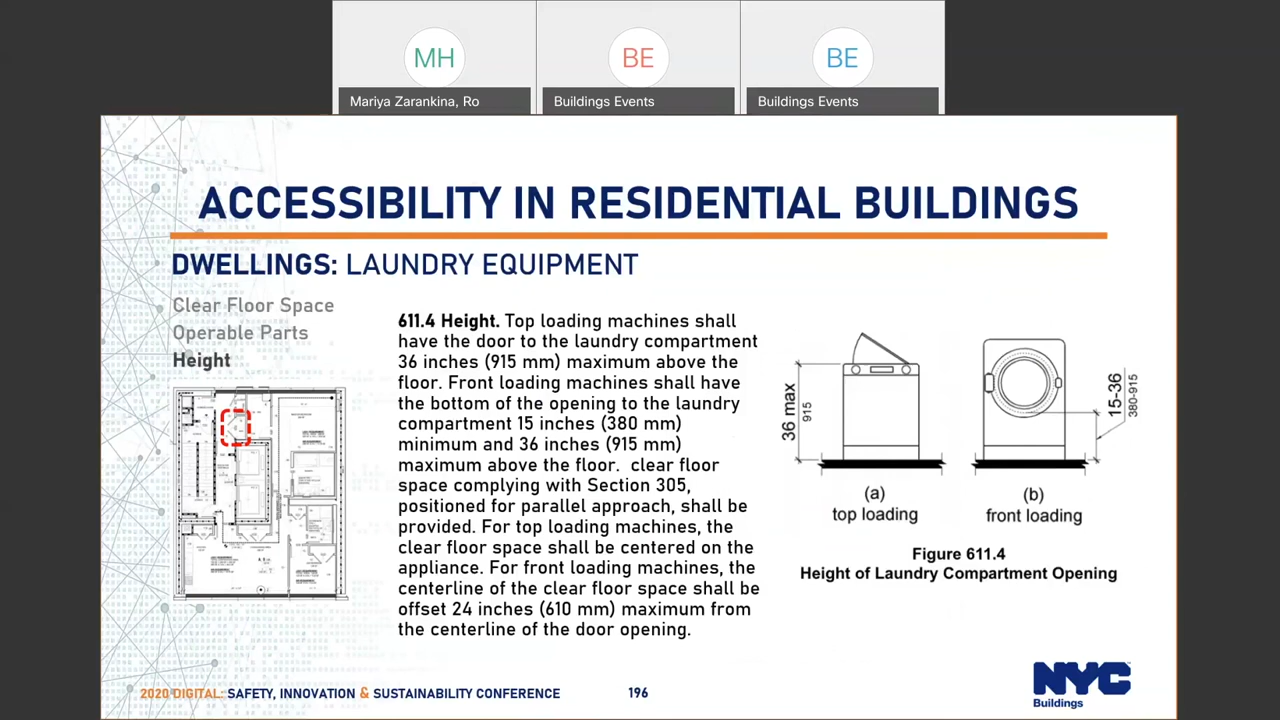 MH
BE
BE
Mariya Zarankina, Ro
Buildings Events
Buildings Events
ACCESSIBILITY IN RESIDENTIAL BUILDINGS
DWELLINGS: LAUNDRY EQUIPMENT
Clear Floor Space
Operable Parts
Height
611.4 Height. Top loading machines shall
have the door to the laundry compartment
36 inches (915 mm) maximum above the
floor. Front loading machines shall have
the bottom of the opening to the laundry
compartment 15 inches (380 mm)
minimum and 36 inches (915 mm)
maximum above the floor.  clear floor
space complying with Section 305,
positioned for parallel approach, shall be
provided. For top loading machines, the
clear floor space shall be centered on the
appliance. For front loading machines, the
centerline of the clear floor space shall be
offset 24 inches (610 mm) maximum from
the centerline of the door opening.
36 max
915
15-36
380-915
(a)
top loading
(b)
front loading
Figure 611.4
Height of Laundry Compartment Opening
2020 DIGITAL: SAFETY, INNOVATION & SUSTAINABILITY CONFERENCE
196
NYC
Buildings